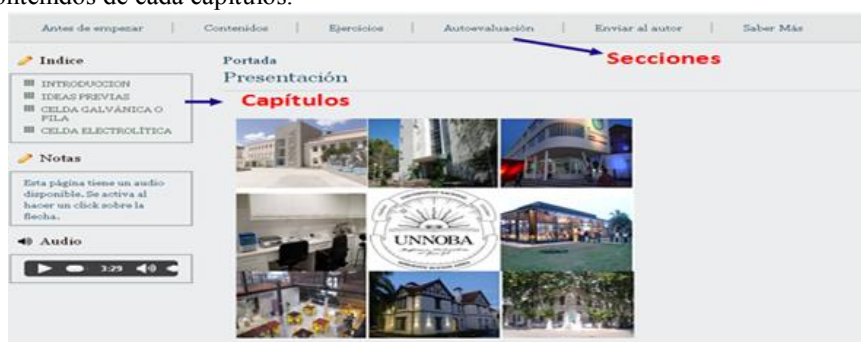 contenidos de cada capítulos.
Antes de empezar | Contenidos | Ejercicios | Autoevaluación | Enviar al autor | Saber Más
Secciones
Indice
INTRODUCCION
IDEAS PREVIAS
CELDA GALVÁNICA O
PILA
CELDA ELECTROLÍTICA
Notas
Esta página tiene un audio
disponible. Se activa al
hacer un click sobre la
flecha.
Audio
3:29
Portada
Presentación
Capítulos
UNNOBA